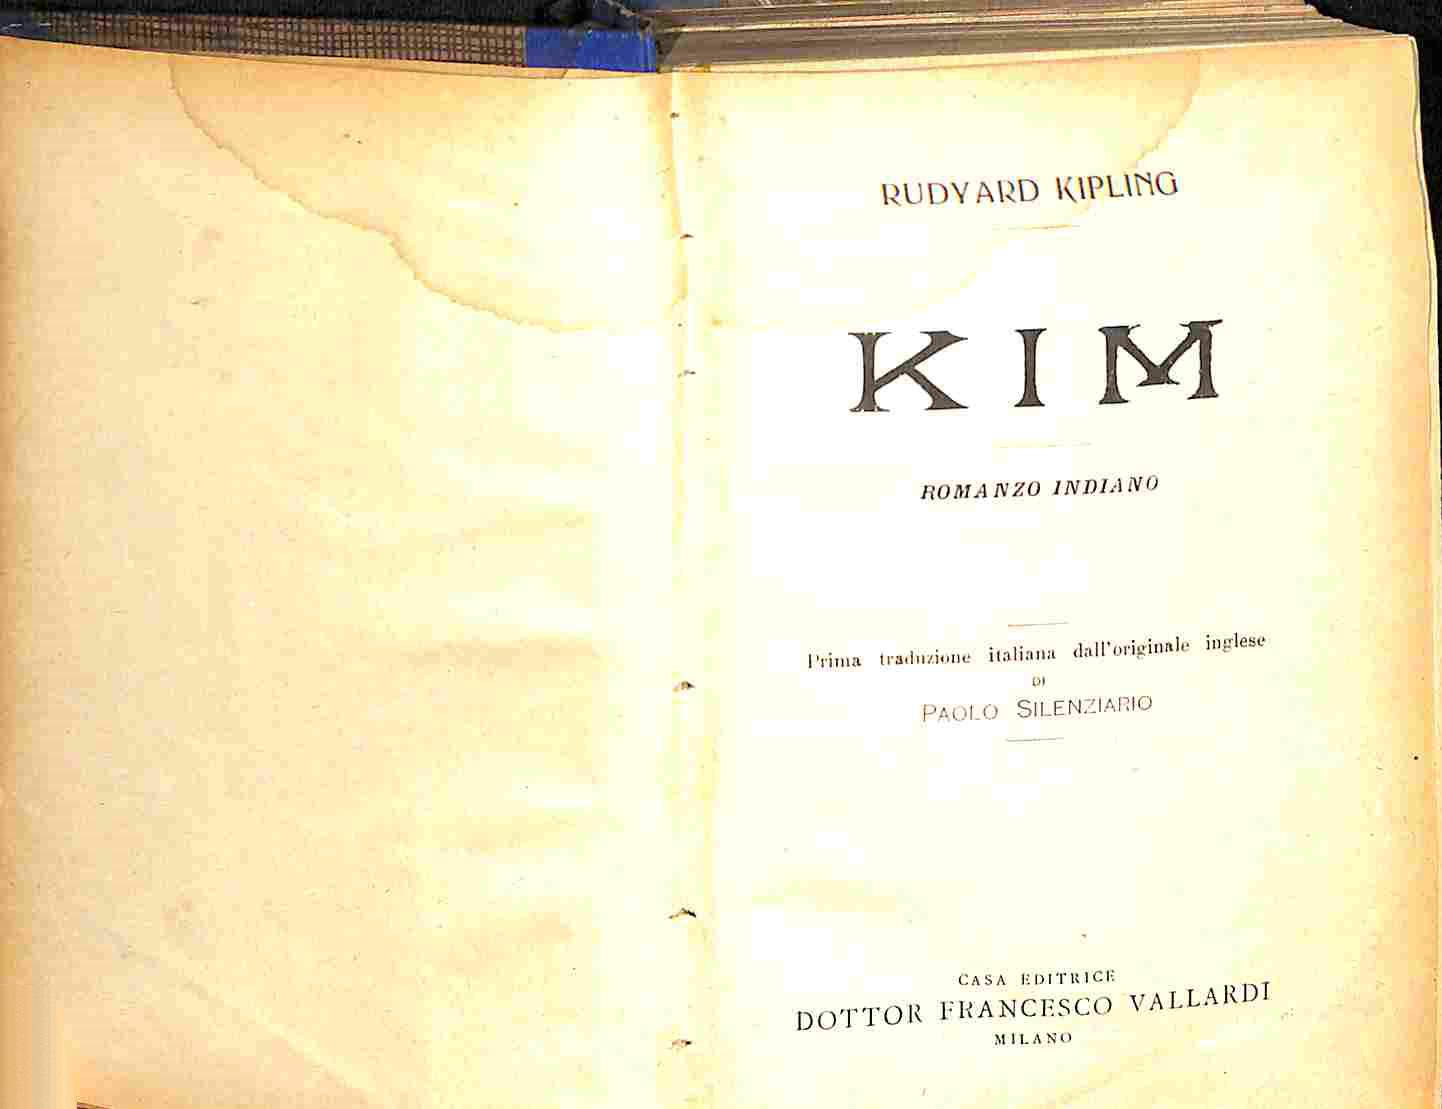 RUDYARD KIPLING
KIM
ROMANZO INDIANO
Prima traduzione italiana dall'originale inglese
DI
PAOLO SILENZIARIO
CASA EDITRICE
DOTTOR FRANCESCO VALLARDI
MILANO